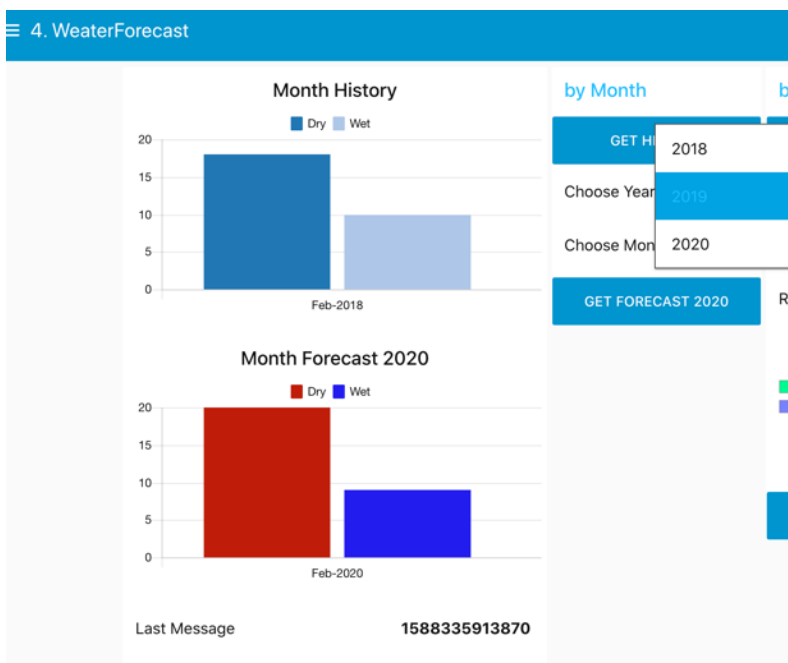 4. WeaterForecast
Month History
Dry Wet
20
15
10
5
0
Feb-2018
Month Forecast 2020
Dry Wet
20
15
10
5
0
Feb-2020
Last Message 1588335913870
by Month
GET HI
Choose Year
Choose Mon
2018
2019
2020
GET FORECAST 2020
b
R